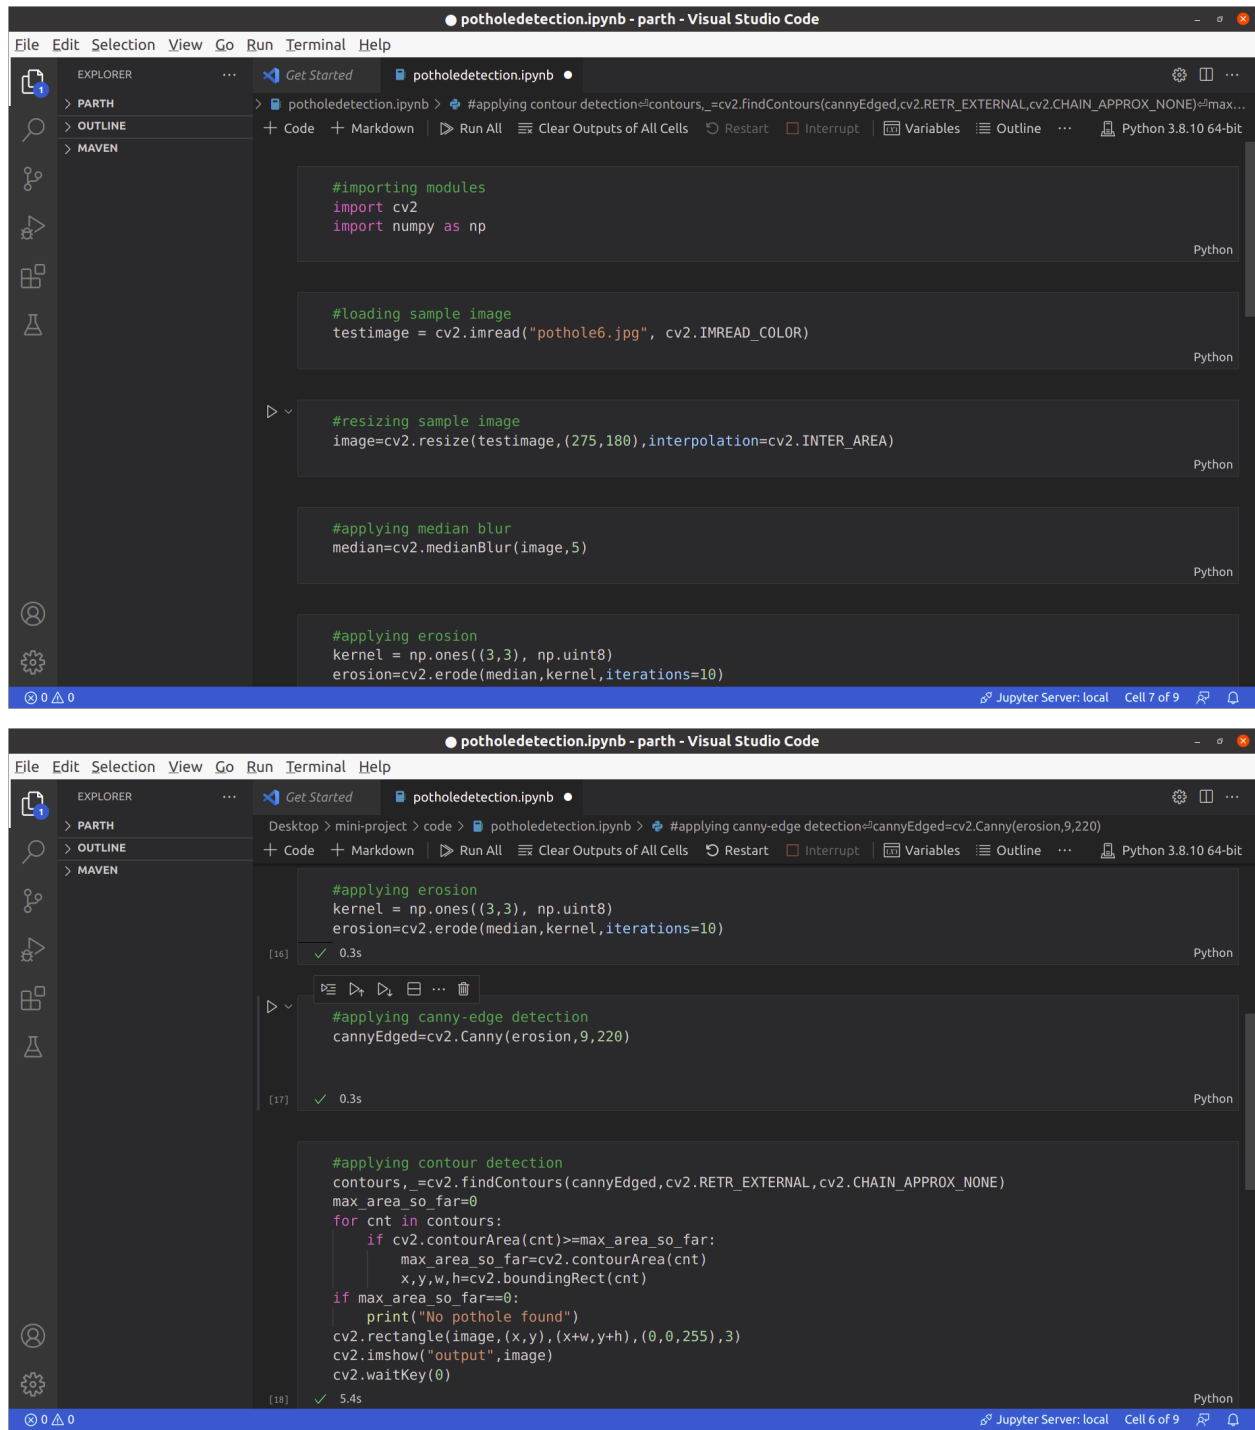 potholedetection.ipynb - parth - Visual Studio Code
File Edit Selection View Go Run Terminal Help
EXPLORER
Get Started
potholedetection.ipynb
PARTH
OUTLINE
MAVEN
potholedetection.ipynb > #applying contour detection⏎contours,_=cv2.findContours(cannyEdged,cv2.RETR_EXTERNAL,cv2.CHAIN_APPROX_NONE)⏎max...
+ Code + Markdown Run All Clear Outputs of All Cells Restart Interrupt Variables Outline ... Python 3.8.10 64-bit
#importing modules
import cv2
import numpy as np
Python
#loading sample image
testimage = cv2.imread("pothole6.jpg", cv2.IMREAD_COLOR)
Python
#resizing sample image
image=cv2.resize(testimage,(275,180),interpolation=cv2.INTER_AREA)
Python
#applying median blur
median=cv2.medianBlur(image,5)
Python
#applying erosion
kernel = np.ones((3,3), np.uint8)
erosion=cv2.erode(median,kernel,iterations=10)
0 0 Jupyter Server: local Cell 7 of 9
potholedetection.ipynb - parth - Visual Studio Code
File Edit Selection View Go Run Terminal Help
EXPLORER
Get Started
potholedetection.ipynb
PARTH
OUTLINE
MAVEN
Desktop > mini-project > code > potholedetection.ipynb > #applying canny-edge detection⏎cannyEdged=cv2.Canny(erosion,9,220)
+ Code + Markdown Run All Clear Outputs of All Cells Restart Interrupt Variables Outline ... Python 3.8.10 64-bit
#applying erosion
kernel = np.ones((3,3), np.uint8)
erosion=cv2.erode(median,kernel,iterations=10)
[16] 0.3s Python
#applying canny-edge detection
cannyEdged=cv2.Canny(erosion,9,220)
[17] 0.3s Python
#applying contour detection
contours,_=cv2.findContours(cannyEdged,cv2.RETR_EXTERNAL,cv2.CHAIN_APPROX_NONE)
max_area_so_far=0
for cnt in contours:
if cv2.contourArea(cnt)>=max_area_so_far:
max_area_so_far=cv2.contourArea(cnt)
x,y,w,h=cv2.boundingRect(cnt)
if max_area_so_far==0:
print("No pothole found")
cv2.rectangle(image,(x,y),(x+w,y+h),(0,0,255),3)
cv2.imshow("output",image)
cv2.waitKey(0)
[18] 5.4s Python
0 0 Jupyter Server: local Cell 6 of 9